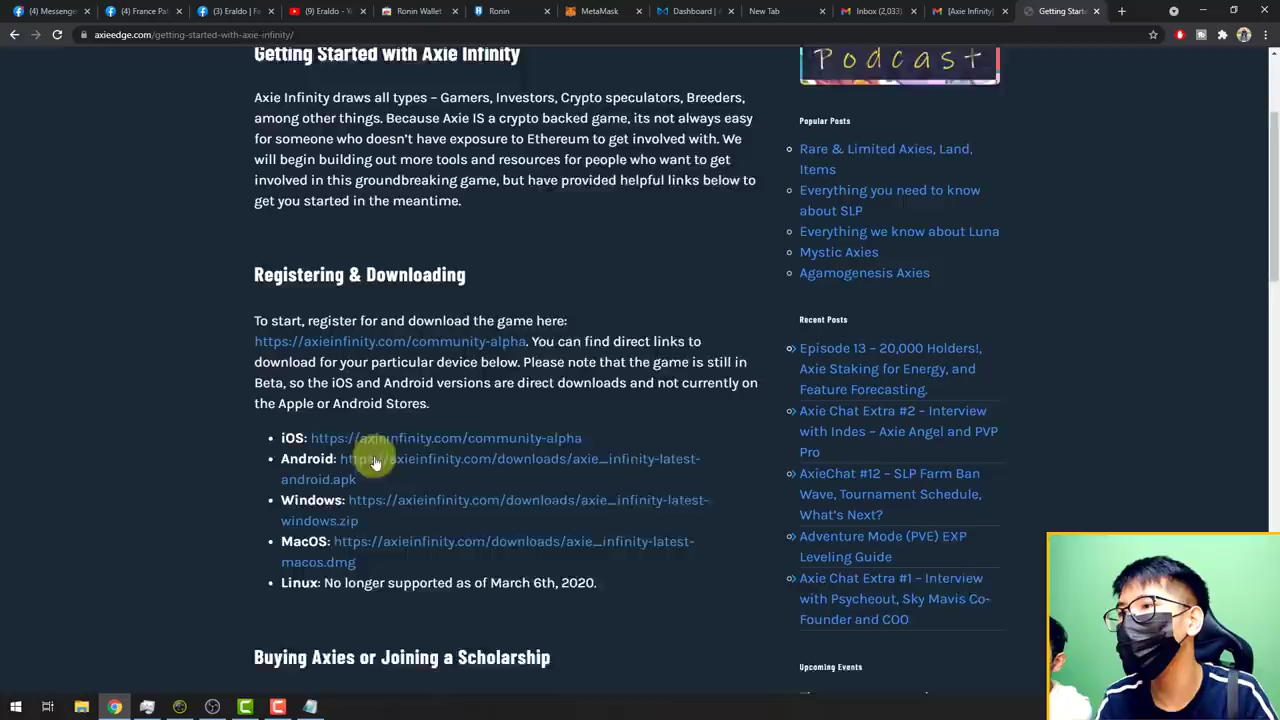 (4) Messenge
(4) France Pat
(3) Eraldo | Fa
(9) Eraldo - Yo
Ronin Wallet
Ronin
MetaMask
Dashboard | A
New Tab
Inbox (2,033)
[Axie Infinity]
Getting Starte
axieedge.com/getting-started-with-axie-infinity/
Getting Started with Axie Infinity
Axie Infinity draws all types – Gamers, Investors, Crypto speculators, Breeders,
among other things. Because Axie IS a crypto backed game, its not always easy
for someone who doesn't have exposure to Ethereum to get involved with. We
will begin building out more tools and resources for people who want to get
involved in this groundbreaking game, but have provided helpful links below to
get you started in the meantime.
Registering & Downloading
To start, register for and download the game here:
https://axieinfinity.com/community-alpha. You can find direct links to
download for your particular device below. Please note that the game is still in
Beta, so the iOS and Android versions are direct downloads and not currently on
the Apple or Android Stores.
• iOS: https://axieinfinity.com/community-alpha
• Android: https://axieinfinity.com/downloads/axie_infinity-latest-
android.apk
• Windows: https://axieinfinity.com/downloads/axie_infinity-latest-
windows.zip
• MacOS: https://axieinfinity.com/downloads/axie_infinity-latest-
macos.dmg
• Linux: No longer supported as of March 6th, 2020.
Buying Axies or Joining a Scholarship
Podcast
Popular Posts
Rare & Limited Axies, Land,
Items
Everything you need to know
about SLP
Everything we know about Luna
Mystic Axies
Agamogenesis Axies
Recent Posts
Episode 13 – 20,000 Holders!,
Axie Staking for Energy, and
Feature Forecasting.
Axie Chat Extra #2 – Interview
with Indes – Axie Angel and PVP
Pro
AxieChat #12 – SLP Farm Ban
Wave, Tournament Schedule,
What's Next?
Adventure Mode (PVE) EXP
Leveling Guide
Axie Chat Extra #1 – Interview
with Psycheout, Sky Mavis Co-
Founder and COO
Upcoming Events